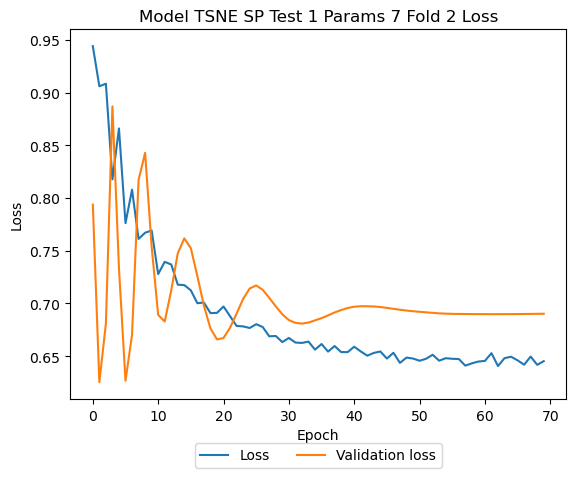 Model TSNE SP Test 1 Params 7 Fold 2 Loss
0.95
0.90
0.85
0.80
0.75
0.70
0.65
Loss
0 10 20 30 40 50 60 70
Epoch
Loss Validation loss